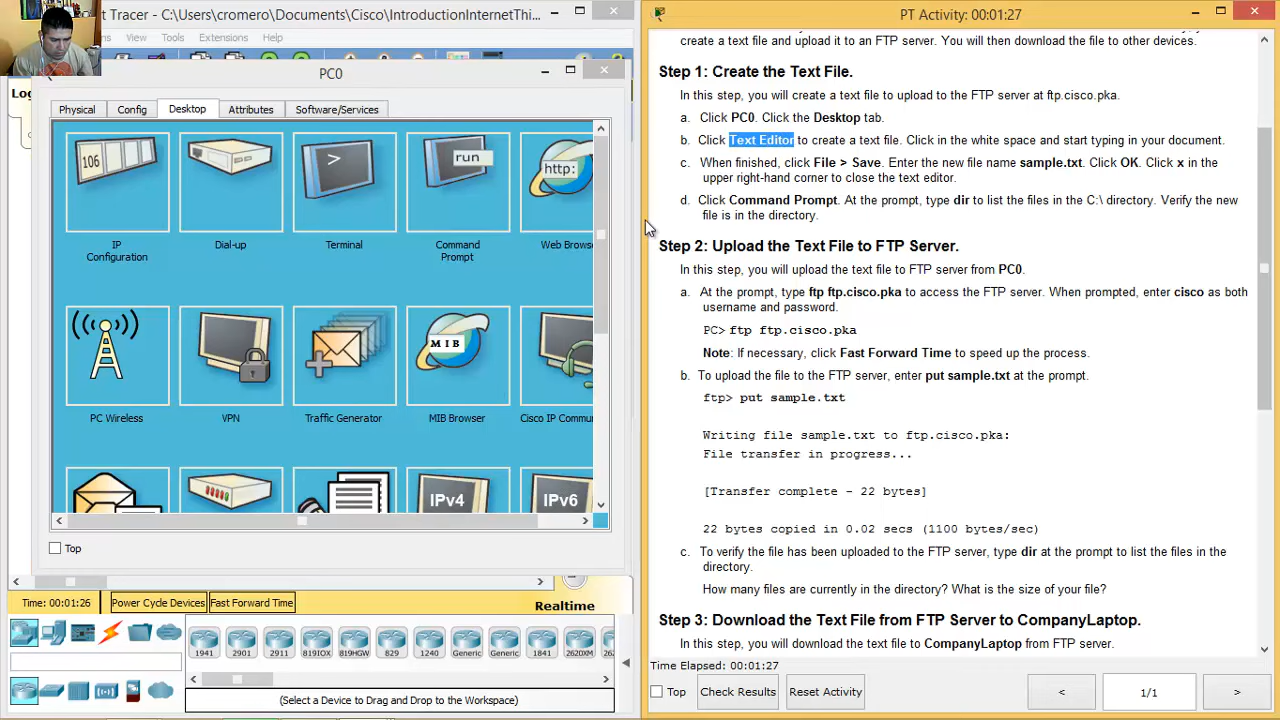 t Tracer - C:\Users\cromero\Documents\Cisco\IntroductionInternetThi...
PT Activity: 00:01:27
ns View Tools Extensions Help
Log
PC0
Physical Config Desktop Attributes Software/Services
106
>
run
http:
IP Configuration
Dial-up
Terminal
Command Prompt
Web Browse
MIB
PC Wireless
VPN
Traffic Generator
MIB Browser
Cisco IP Commu
IPv4
IPv6
Top
Time: 00:01:26 Power Cycle Devices Fast Forward Time Realtime
1941 2901 2911 819IOX 819HGW 829 1240 Generic Generic 1841 2620XM 262
(Select a Device to Drag and Drop to the Workspace)
create a text file and upload it to an FTP server. You will then download the file to other devices.
Step 1: Create the Text File.
In this step, you will create a text file to upload to the FTP server at ftp.cisco.pka.
a. Click PC0. Click the Desktop tab.
b. Click Text Editor to create a text file. Click in the white space and start typing in your document.
c. When finished, click File > Save. Enter the new file name sample.txt. Click OK. Click x in the
upper right-hand corner to close the text editor.
d. Click Command Prompt. At the prompt, type dir to list the files in the C:\ directory. Verify the new
file is in the directory.
Step 2: Upload the Text File to FTP Server.
In this step, you will upload the text file to FTP server from PC0.
a. At the prompt, type ftp ftp.cisco.pka to access the FTP server. When prompted, enter cisco as both
username and password.
PC> ftp ftp.cisco.pka
Note: If necessary, click Fast Forward Time to speed up the process.
b. To upload the file to the FTP server, enter put sample.txt at the prompt.
ftp> put sample.txt
Writing file sample.txt to ftp.cisco.pka:
File transfer in progress...
[Transfer complete - 22 bytes]
22 bytes copied in 0.02 secs (1100 bytes/sec)
c. To verify the file has been uploaded to the FTP server, type dir at the prompt to list the files in the
directory.
How many files are currently in the directory? What is the size of your file?
Step 3: Download the Text File from FTP Server to CompanyLaptop.
In this step, you will download the text file to CompanyLaptop from FTP server.
Time Elapsed: 00:01:27
Top Check Results Reset Activity < 1/1 >